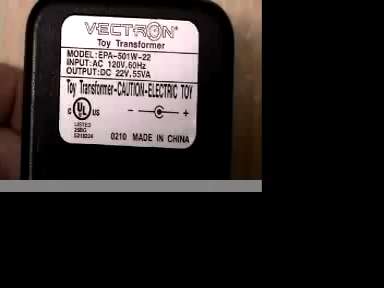 VECTRON®
Toy Transformer
MODEL:EPA-501W-22
INPUT:AC 120V,60Hz
OUTPUT:DC 22V,55VA
Toy Transformer-CAUTION-ELECTRIC TOY
C UL US
LISTED
- +
0210 MADE IN CHINA